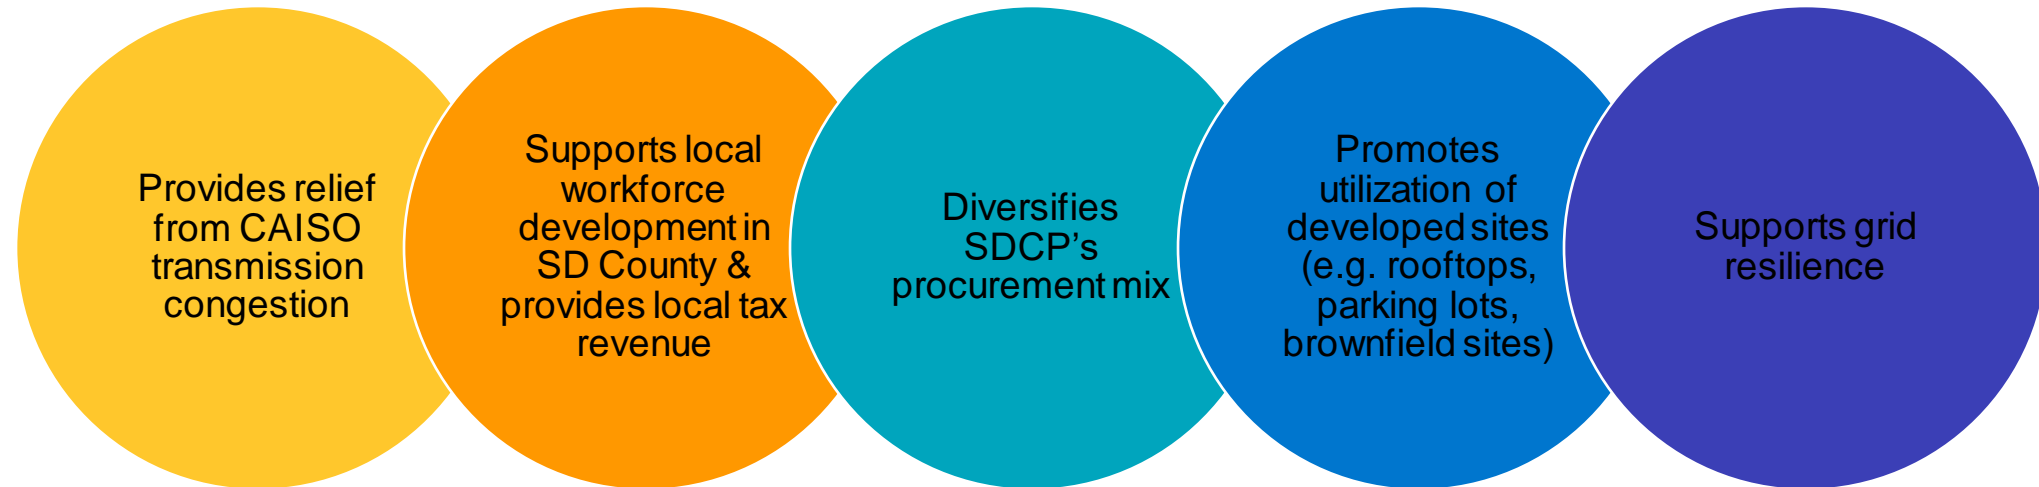 Provides relief
from CAISO
transmission
congestion
Supports local
workforce
development in
SD County &
provides local tax
revenue
Diversifies
SDCP's
procurement mix
Promotes
utilization of
developed sites
(e.g. rooftops,
parking lots,
brownfield sites)
Supports grid
resilience